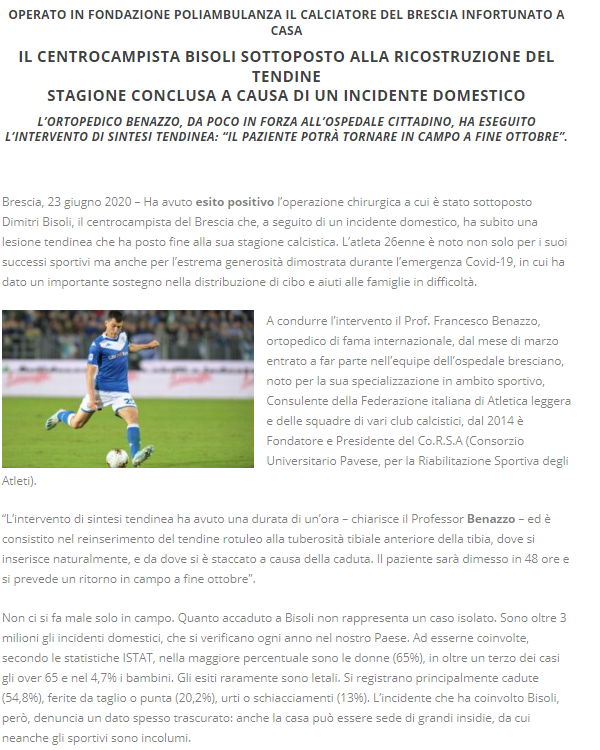 OPERATO IN FONDAZIONE POLIAMBULANZA IL CALCIATORE DEL BRESCIA INFORTUNATO A
CASA
IL CENTROCAMPISTA BISOLI SOTTOPOSTO ALLA RICOSTRUZIONE DEL
TENDINE
STAGIONE CONCLUSA A CAUSA DI UN INCIDENTE DOMESTICO
L’ORTOPEDICO BENAZZO, DA POCO IN FORZA ALL’OSPEDALE CITTADINO, HA ESEGUITO
L’INTERVENTO DI SINTESI TENDINEA: “IL PAZIENTE POTRÀ TORNARE IN CAMPO A FINE OTTOBRE”.
Brescia, 23 giugno 2020 – Ha avuto esito positivo l’operazione chirurgica a cui è stato sottoposto
Dimitri Bisoli, il centrocampista del Brescia che, a seguito di un incidente domestico, ha subito una
lesione tendinea che ha posto fine alla sua stagione calcistica. L’atleta 26enne è noto non solo per i suoi
successi sportivi ma anche per l’estrema generosità dimostrata durante l’emergenza Covid-19, in cui ha
dato un importante sostegno nella distribuzione di cibo e aiuti alle famiglie in difficoltà.
A condurre l’intervento il Prof. Francesco Benazzo,
ortopedico di fama internazionale, dal mese di marzo
entrato a far parte nell’equipe dell’ospedale bresciano,
noto per la sua specializzazione in ambito sportivo,
Consulente della Federazione italiana di Atletica leggera
e delle squadre di vari club calcistici, dal 2014 è
Fondatore e Presidente del Co.R.S.A (Consorzio
Universitario Pavese, per la Riabilitazione Sportiva degli
Atleti).
“L’intervento di sintesi tendinea ha avuto una durata di un’ora – chiarisce il Professor Benazzo – ed è
consistito nel reinserimento del tendine rotuleo alla tuberosità tibiale anteriore della tibia, dove si
inserisce naturalmente, e da dove si è staccato a causa della caduta. Il paziente sarà dimesso in 48 ore e
si prevede un ritorno in campo a fine ottobre”.
Non ci si fa male solo in campo. Quanto accaduto a Bisoli non rappresenta un caso isolato. Sono oltre 3
milioni gli incidenti domestici, che si verificano ogni anno nel nostro Paese. Ad esserne coinvolte,
secondo le statistiche ISTAT, nella maggiore percentuale sono le donne (65%), in oltre un terzo dei casi
gli over 65 e nel 4,7% i bambini. Gli esiti raramente sono letali. Si registrano principalmente cadute
(54,8%), ferite da taglio o punta (20,2%), urti o schiacciamenti (13%). L’incidente che ha coinvolto Bisoli,
però, denuncia un dato spesso trascurato: anche la casa può essere sede di grandi insidie, da cui
neanche gli sportivi sono incolumi.